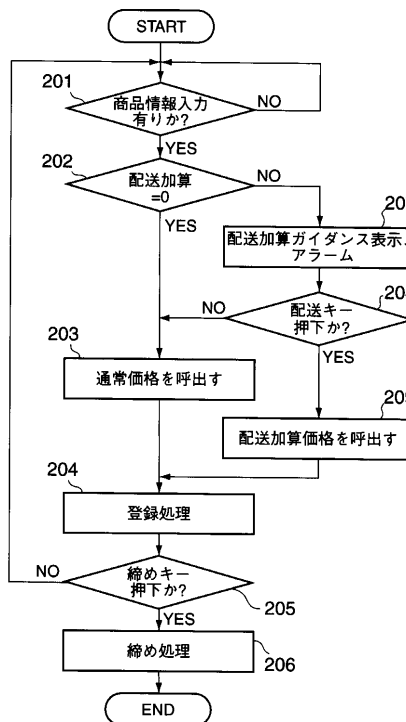 START
201
商品情報入力
有りか?
NO
YES
202
配送加算
=0
NO
YES
配送加算ガイダンス表示
アラーム
配送キー
押下か?
NO
YES
203
通常価格を呼出す
配送加算価格を呼出す
204
登録処理
締めキー
押下か?
NO
205
YES
締め処理
206
END